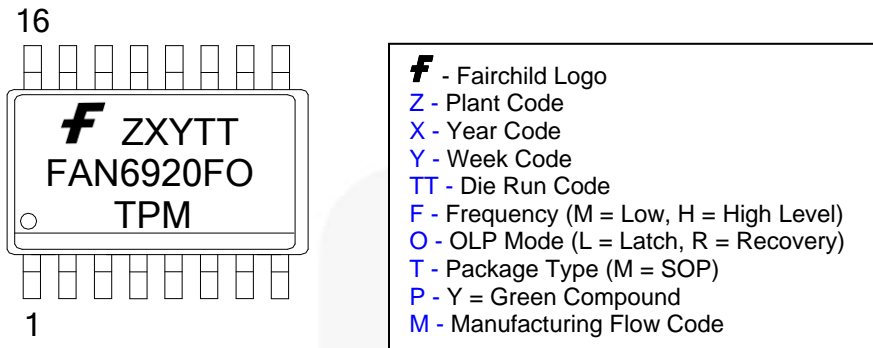 16
ZXYTT
FAN6920FO
TPM
1
- Fairchild Logo
Z - Plant Code
X - Year Code
Y - Week Code
TT - Die Run Code
F - Frequency (M = Low, H = High Level)
O - OLP Mode (L = Latch, R = Recovery)
T - Package Type (M = SOP)
P - Y = Green Compound
M - Manufacturing Flow Code